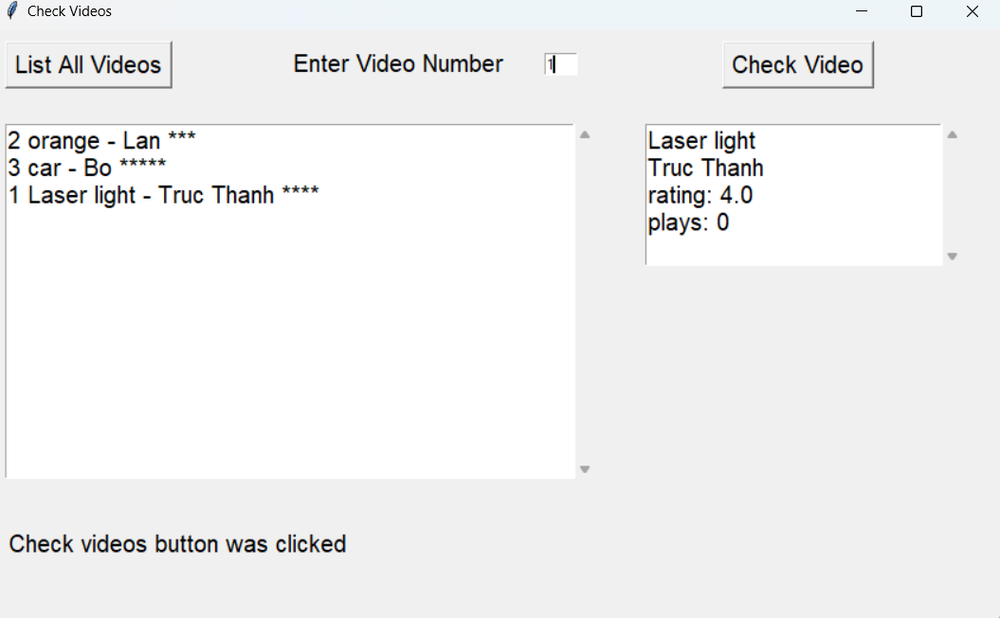 Check Videos
List All Videos
Enter Video Number
1
Check Video
2 orange - Lan ***
3 car - Bo *****
1 Laser light - Truc Thanh ****
Laser light
Truc Thanh
rating: 4.0
plays: 0
Check videos button was clicked